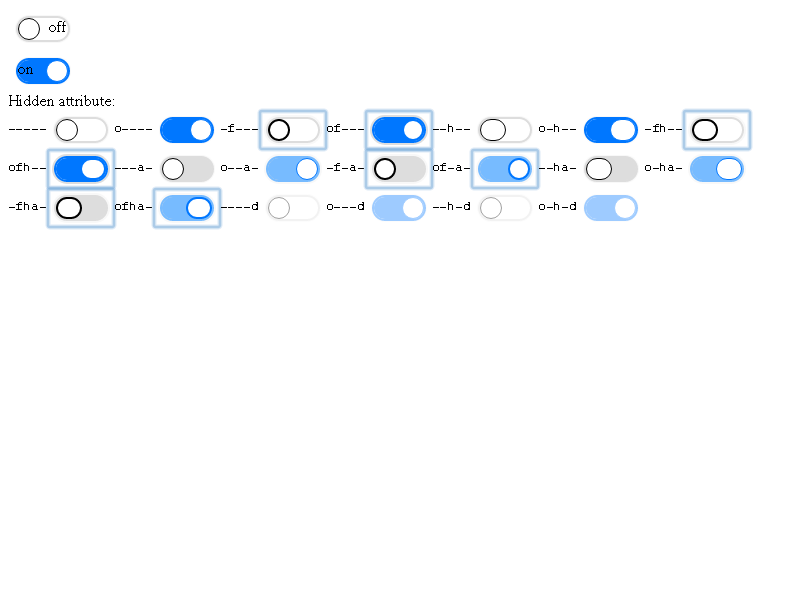 off
on
Hidden attribute:
----- o---- -f--- of--- --h-- o-h-- -fh--
ofh-- ---a- o--a- -f-a- of-a- --ha- o-ha-
-fha- ofha- ----d o---d --h-d o-h-d